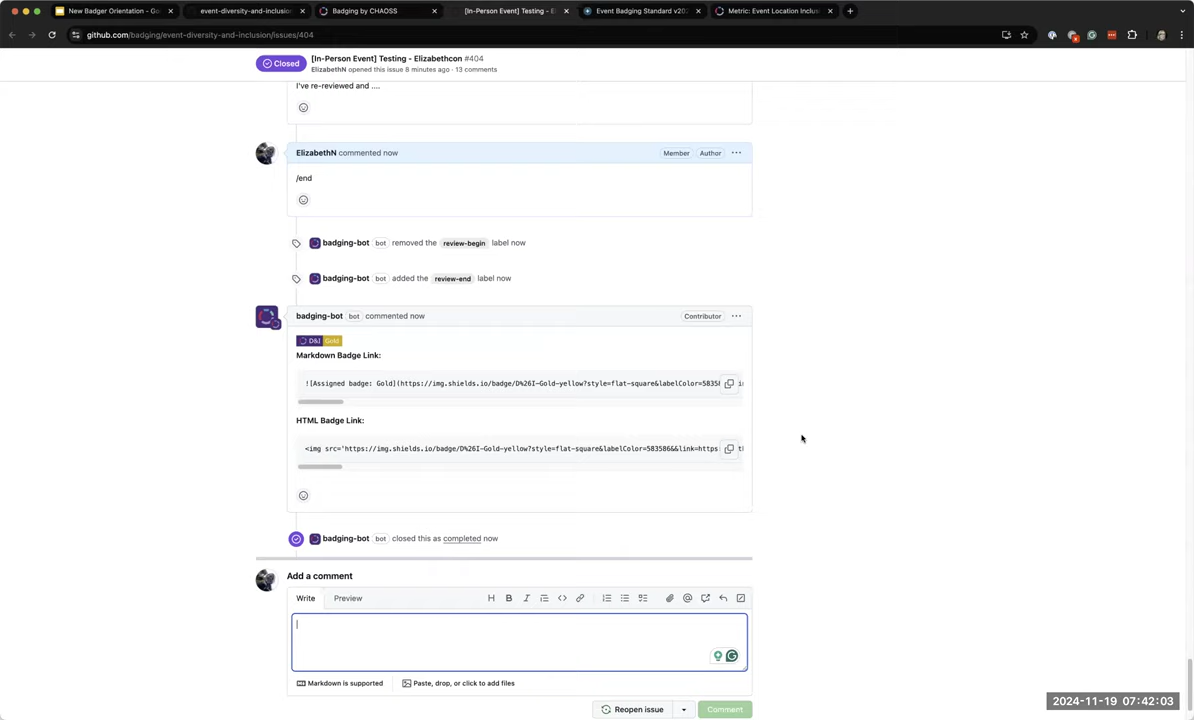 New Badger Orientation - Go
event-diversity-and-inclusion
Badging by CHAOSS
[In-Person Event] Testing - E
Event Badging Standard v202
Metric: Event Location Inclus
github.com/badging/event-diversity-and-inclusion/issues/404
Closed
[In-Person Event] Testing - Elizabethcon #404
ElizabethN opened this issue 8 minutes ago · 13 comments
I've re-reviewed and ....
ElizabethN commented now
Member
Author
/end
badging-bot bot removed the review-begin label now
badging-bot bot added the review-end label now
badging-bot bot commented now
Contributor
D&I Gold
Markdown Badge Link:
![Assigned badge: Gold](https://img.shields.io/badge/D%26I-Gold-yellow?style=flat-square&labelColor=583586
HTML Badge Link:
<img src='https://img.shields.io/badge/D%26I-Gold-yellow?style=flat-square&labelColor=583586&&link=https
badging-bot bot closed this as completed now
Add a comment
Write
Preview
Markdown is supported
Paste, drop, or click to add files
Reopen issue
Comment
2024-11-19 07:42:03